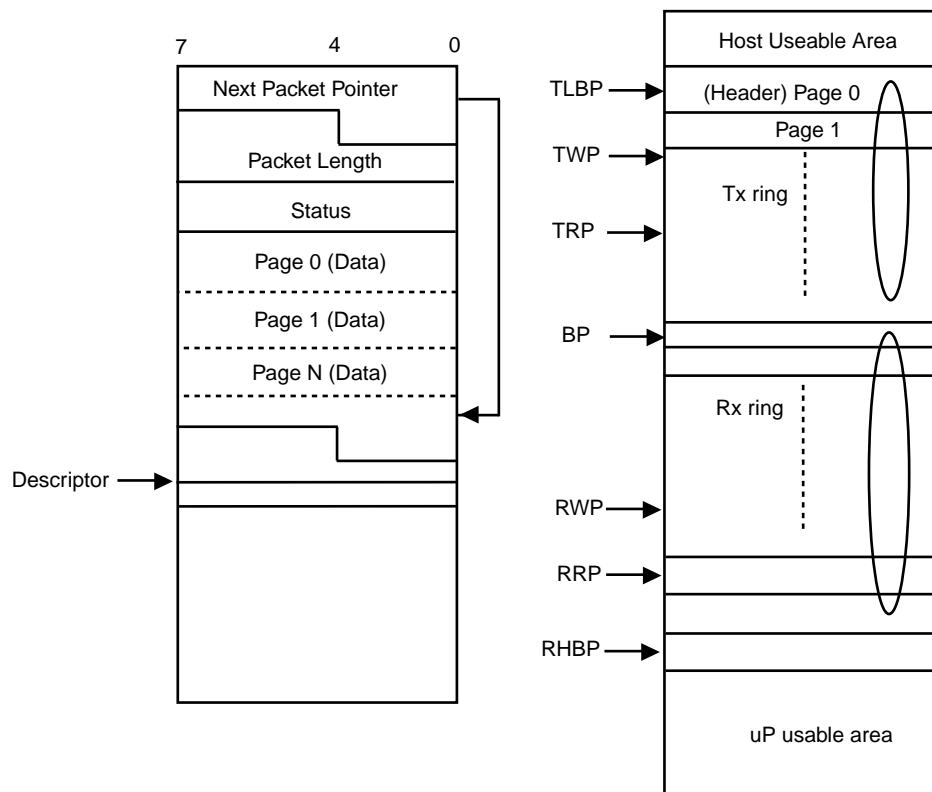 7 4 0
Next Packet Pointer
Packet Length
Status
Page 0 (Data)
Page 1 (Data)
Page N (Data)
Descriptor
Host Useable Area
TLBP
(Header) Page 0
Page 1
TWP
Tx ring
TRP
BP
Rx ring
RWP
RRP
RHBP
uP usable area